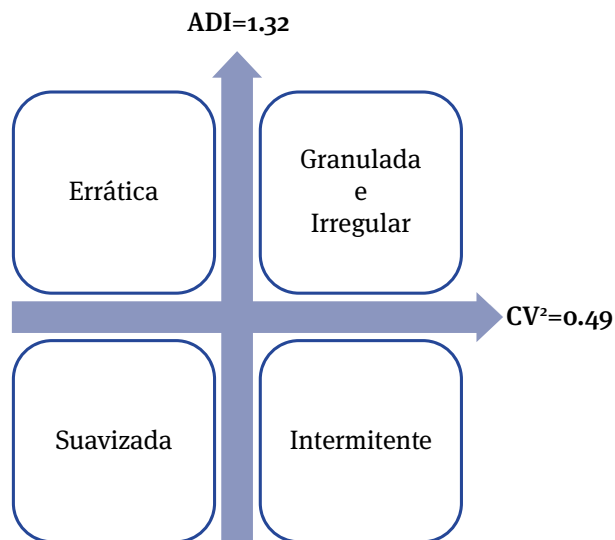 ADI=1.32
Errática
Granulada
e
Irregular
CV²=0.49
Suavizada
Intermitente